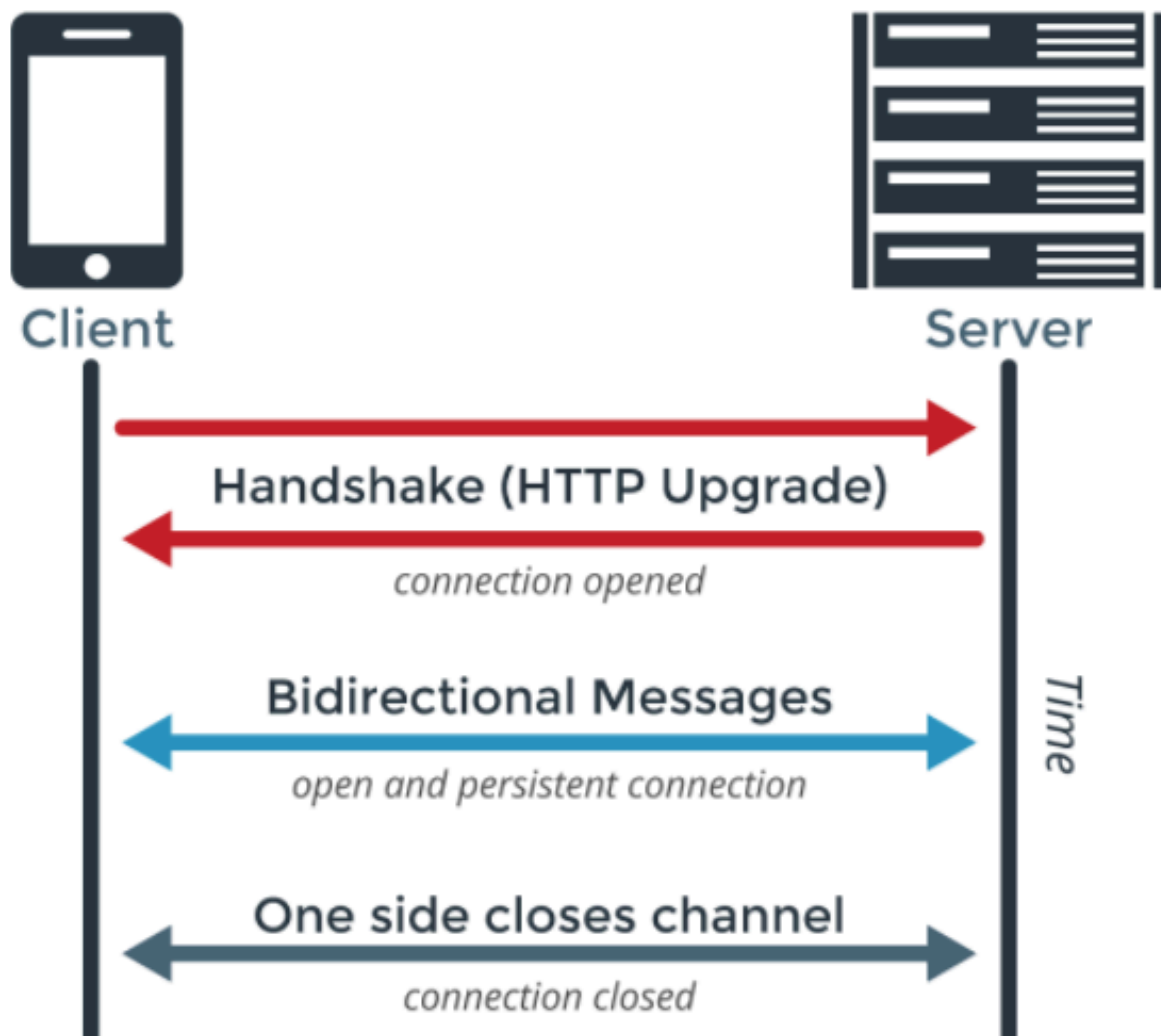 Client
Server
Handshake (HTTP Upgrade)
connection opened
Bidirectional Messages
open and persistent connection
Time
One side closes channel
connection closed